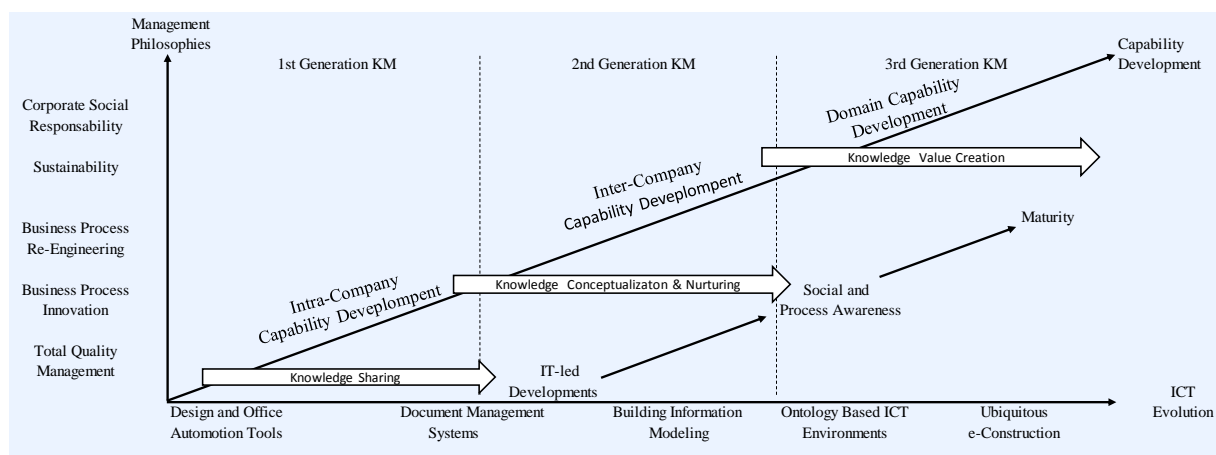 Management
Philosophies
1st Generation KM
2nd Generation KM
3rd Generation KM
Capability
Development
Corporate Social
Responsability
Sustainability
Business Process
Re-Engineering
Business Process
Innovation
Total Quality
Management
Domain Capability
Development
Knowledge Value Creation
Inter-Company
Capability Deveplompent
Maturity
Intra-Company
Capability Deveplompent
Knowledge Conceptualizaton & Nurturing
Social and
Process Awareness
Knowledge Sharing
IT-led
Developments
Design and Office
Automotion Tools
Document Management
Systems
Building Information
Modeling
Ontology Based ICT
Environments
Ubiquitous
e-Construction
ICT
Evolution